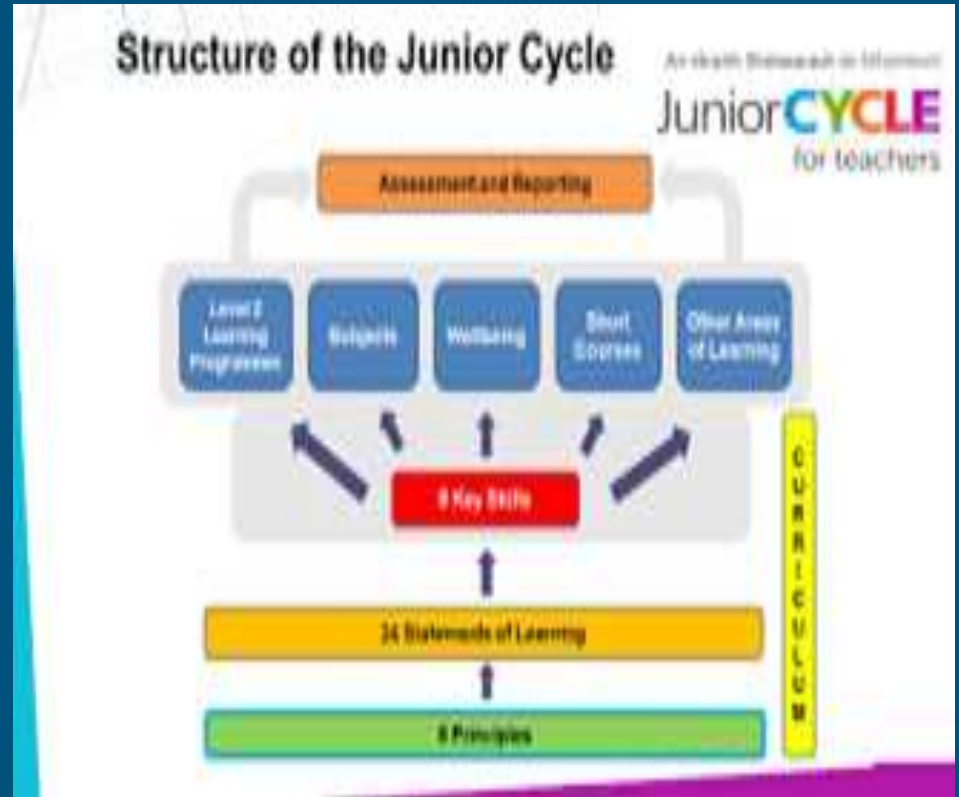 Structure of the Junior Cycle
Junior CYCLE
for teachers
Assessment and Reporting
Level 2
Learning
Programmes
Subjects
Wellbeing
Short
Courses
Other Areas
of Learning
8 Key Skills
24 Statements of Learning
8 Principles
CURRICULUM